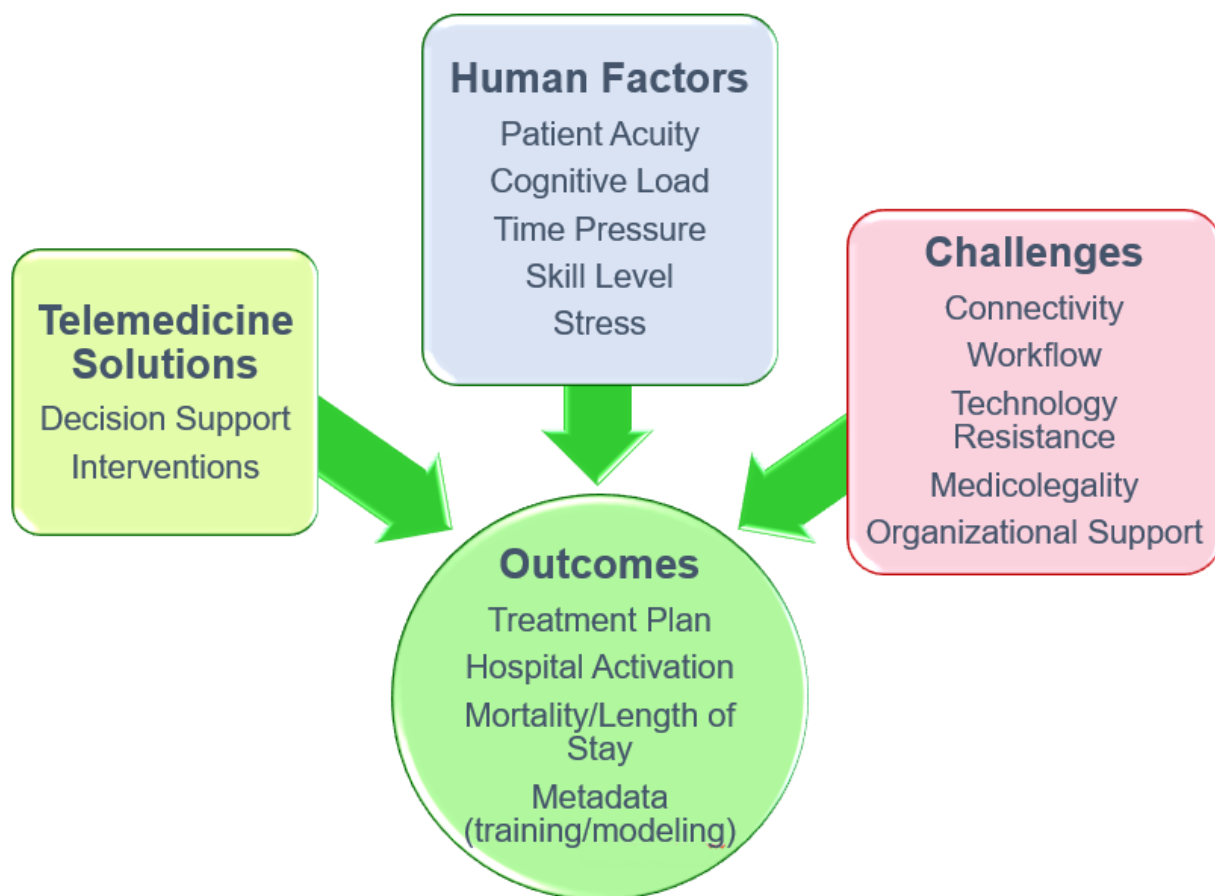 Human Factors
Patient Acuity
Cognitive Load
Time Pressure
Skill Level
Stress
Telemedicine
Solutions
Decision Support
Interventions
Challenges
Connectivity
Workflow
Technology
Resistance
Medicolegality
Organizational Support
Outcomes
Treatment Plan
Hospital Activation
Mortality/Length of
Stay
Metadata
(training/modeling)